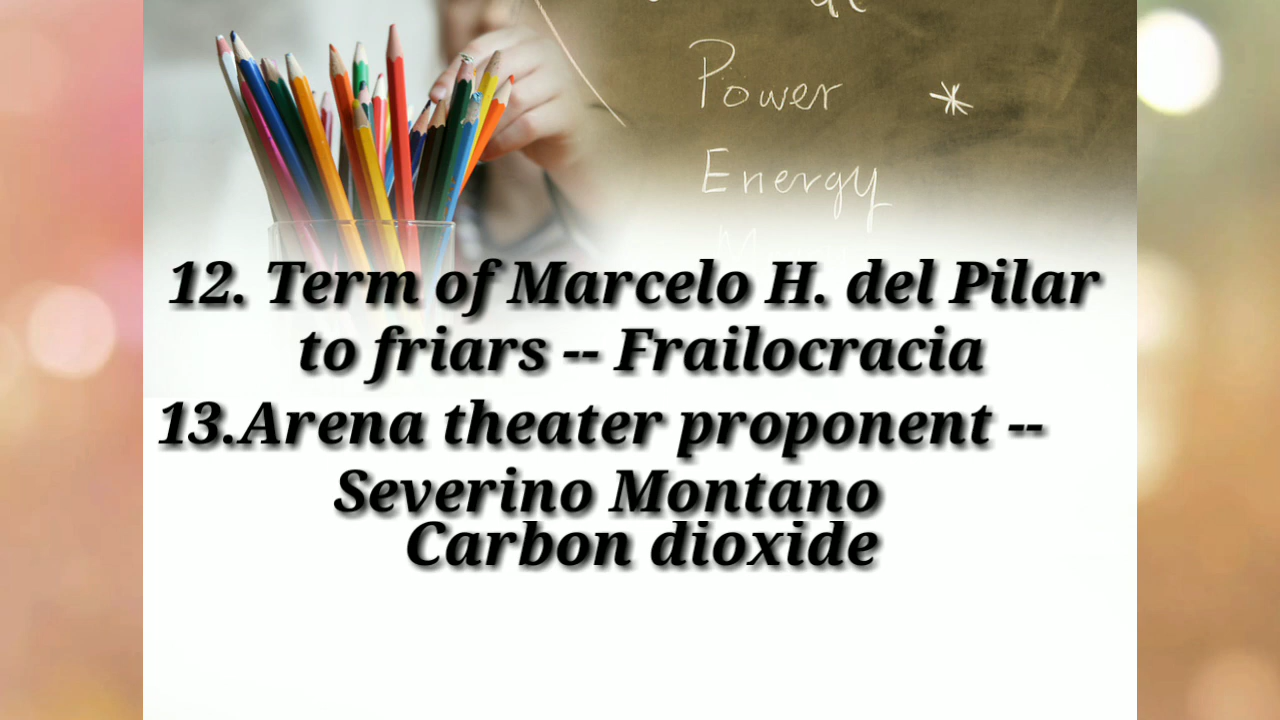 Power *
Energy
12. Term of Marcelo H. del Pilar
to friars -- Frailocracia
13.Arena theater proponent --
Severino Montano
Carbon dioxide